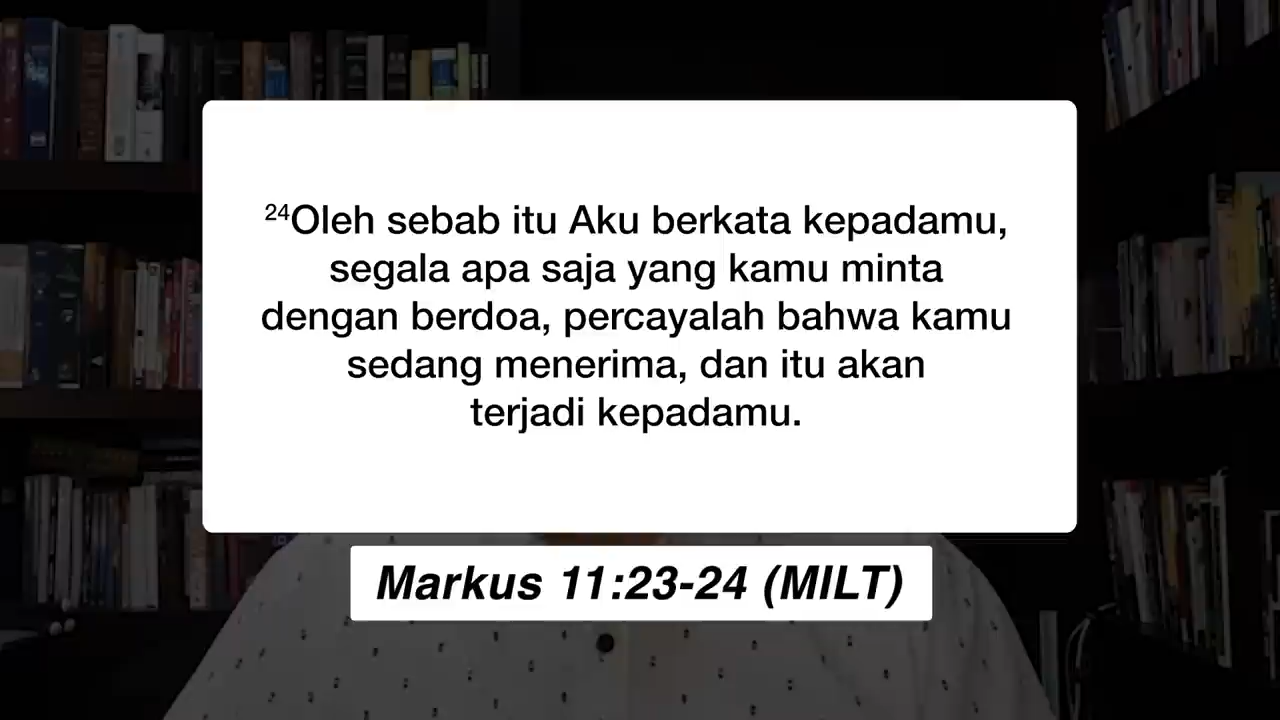 ²⁴Oleh sebab itu Aku berkata kepadamu,
segala apa saja yang kamu minta
dengan berdoa, percayalah bahwa kamu
sedang menerima, dan itu akan
terjadi kepadamu.
Markus 11:23-24 (MILT)